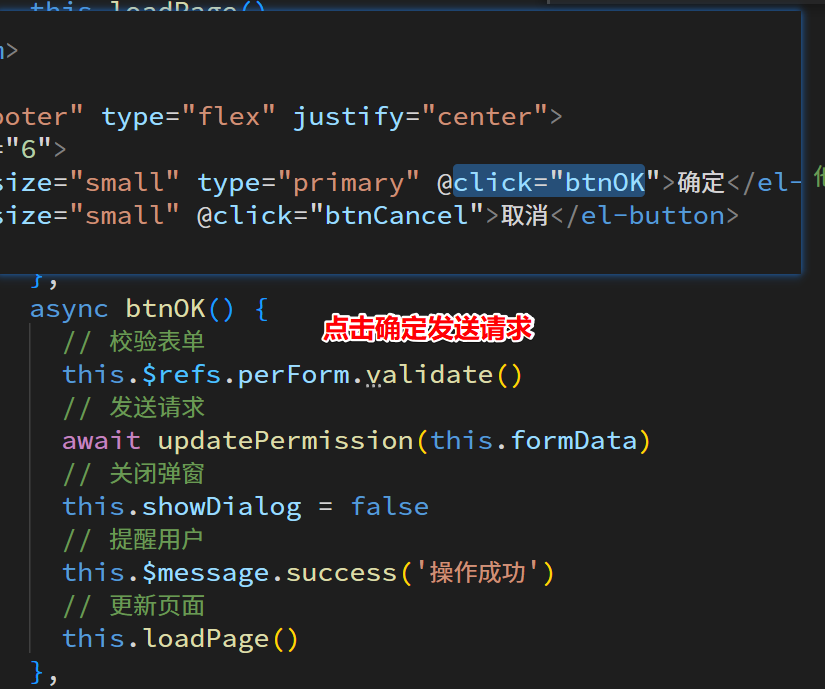 this.loadPage()
>
ooter" type="flex" justify="center">
="6">
size="small" type="primary" @click="btnOK">确定</el-
size="small" @click="btnCancel">取消</el-button>
},
async btnOK() {
点击确定发送请求
// 校验表单
this.$refs.perForm.validate()
// 发送请求
await updatePermission(this.formData)
// 关闭弹窗
this.showDialog = false
// 提醒用户
this.$message.success('操作成功')
// 更新页面
this.loadPage()
},